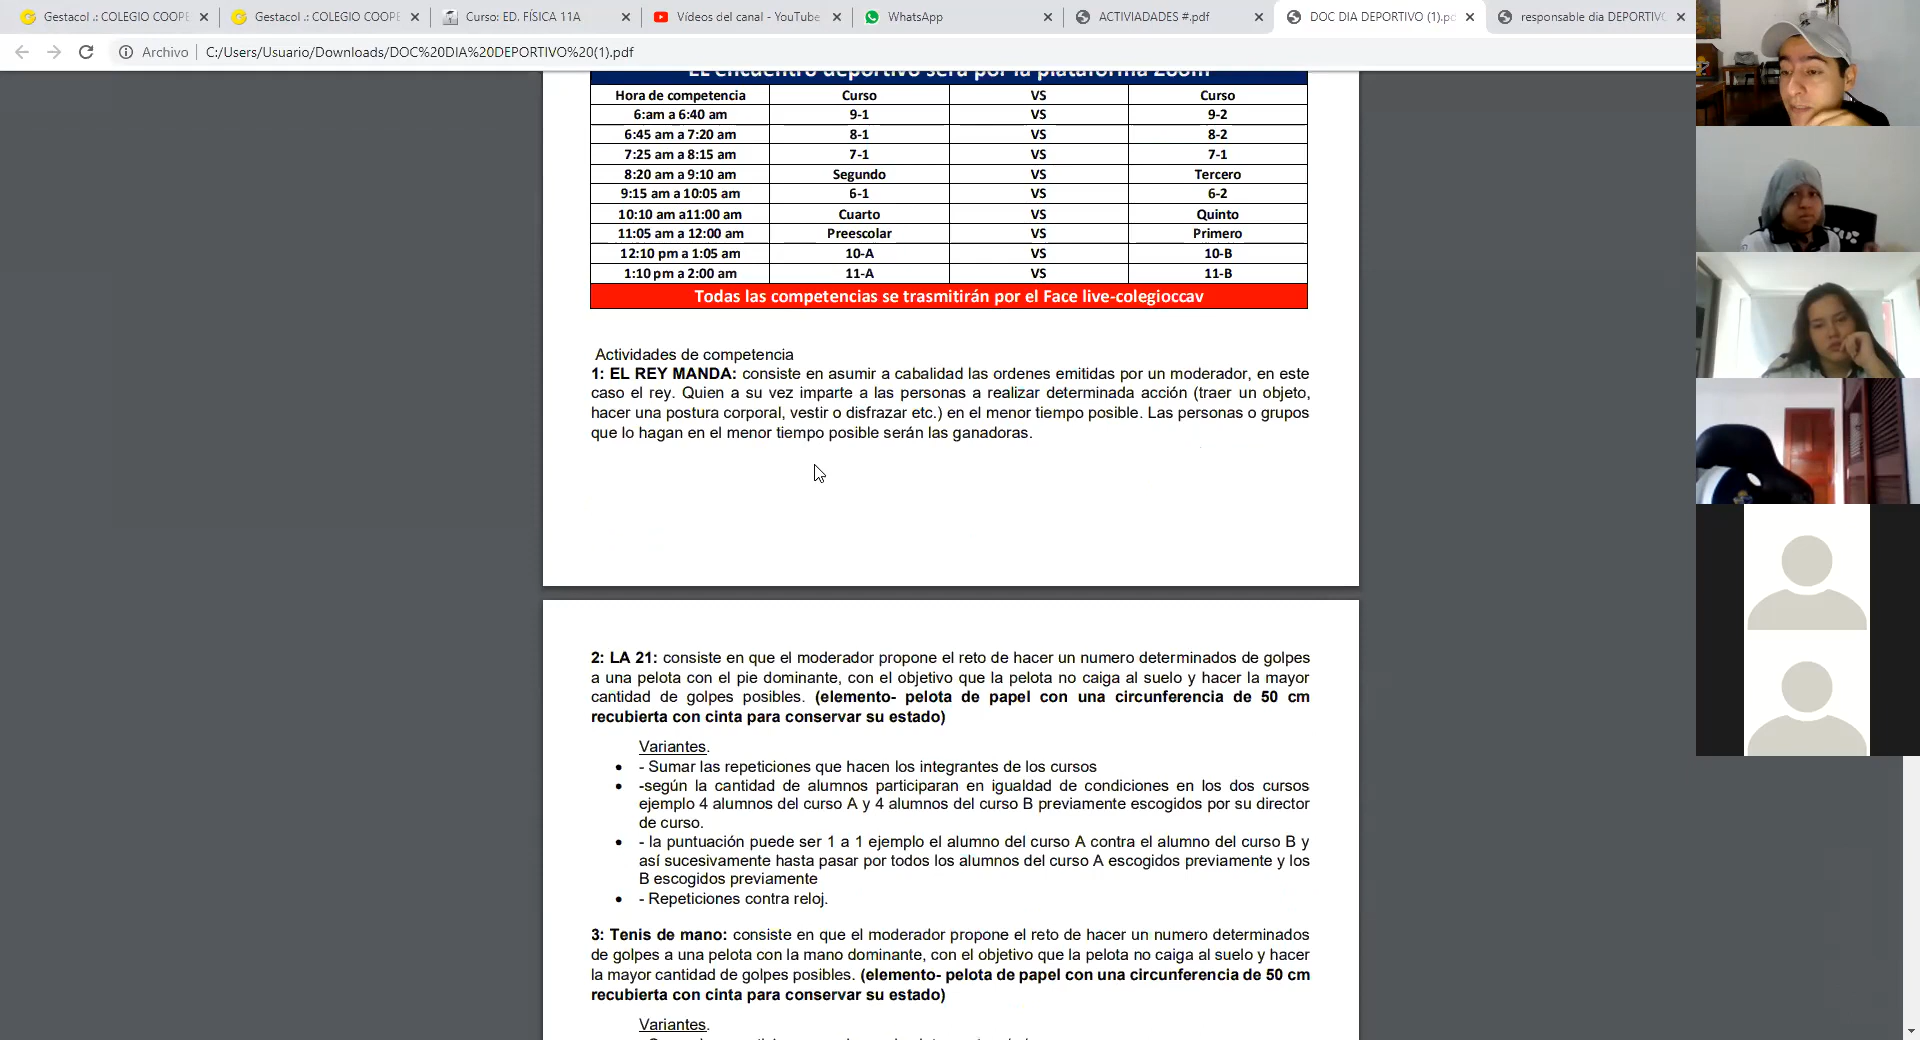 Gestacol .: COLEGIO COOPE
Gestacol .: COLEGIO COOPE
Curso: ED. FÍSICA 11A
Vídeos del canal - YouTube
WhatsApp
ACTIVIADADES #.pdf
DOC DIA DEPORTIVO (1).pd
responsable dia DEPORTIVO
Archivo
C:/Users/Usuario/Downloads/DOC%20DIA%20DEPORTIVO%20(1).pdf
EL encuentro deportivo será por la plataforma Zoom
Hora de competencia Curso VS Curso
6:am a 6:40 am 9-1 VS 9-2
6:45 am a 7:20 am 8-1 VS 8-2
7:25 am a 8:15 am 7-1 VS 7-1
8:20 am a 9:10 am Segundo VS Tercero
9:15 am a 10:05 am 6-1 VS 6-2
10:10 am a11:00 am Cuarto VS Quinto
11:05 am a 12:00 am Preescolar VS Primero
12:10 pm a 1:05 am 10-A VS 10-B
1:10 pm a 2:00 am 11-A VS 11-B
Todas las competencias se trasmitirán por el Face live-colegioccav
Actividades de competencia
1: EL REY MANDA: consiste en asumir a cabalidad las ordenes emitidas por un moderador, en este
caso el rey. Quien a su vez imparte a las personas a realizar determinada acción (traer un objeto,
hacer una postura corporal, vestir o disfrazar etc.) en el menor tiempo posible. Las personas o grupos
que lo hagan en el menor tiempo posible serán las ganadoras.
2: LA 21: consiste en que el moderador propone el reto de hacer un numero determinados de golpes
a una pelota con el pie dominante, con el objetivo que la pelota no caiga al suelo y hacer la mayor
cantidad de golpes posibles. (elemento- pelota de papel con una circunferencia de 50 cm
recubierta con cinta para conservar su estado)
Variantes.
• - Sumar las repeticiones que hacen los integrantes de los cursos
• -según la cantidad de alumnos participaran en igualdad de condiciones en los dos cursos
ejemplo 4 alumnos del curso A y 4 alumnos del curso B previamente escogidos por su director
de curso.
• - la puntuación puede ser 1 a 1 ejemplo el alumno del curso A contra el alumno del curso B y
así sucesivamente hasta pasar por todos los alumnos del curso A escogidos previamente y los
B escogidos previamente
• - Repeticiones contra reloj.
3: Tenis de mano: consiste en que el moderador propone el reto de hacer un numero determinados
de golpes a una pelota con la mano dominante, con el objetivo que la pelota no caiga al suelo y hacer
la mayor cantidad de golpes posibles. (elemento- pelota de papel con una circunferencia de 50 cm
recubierta con cinta para conservar su estado)
Variantes.